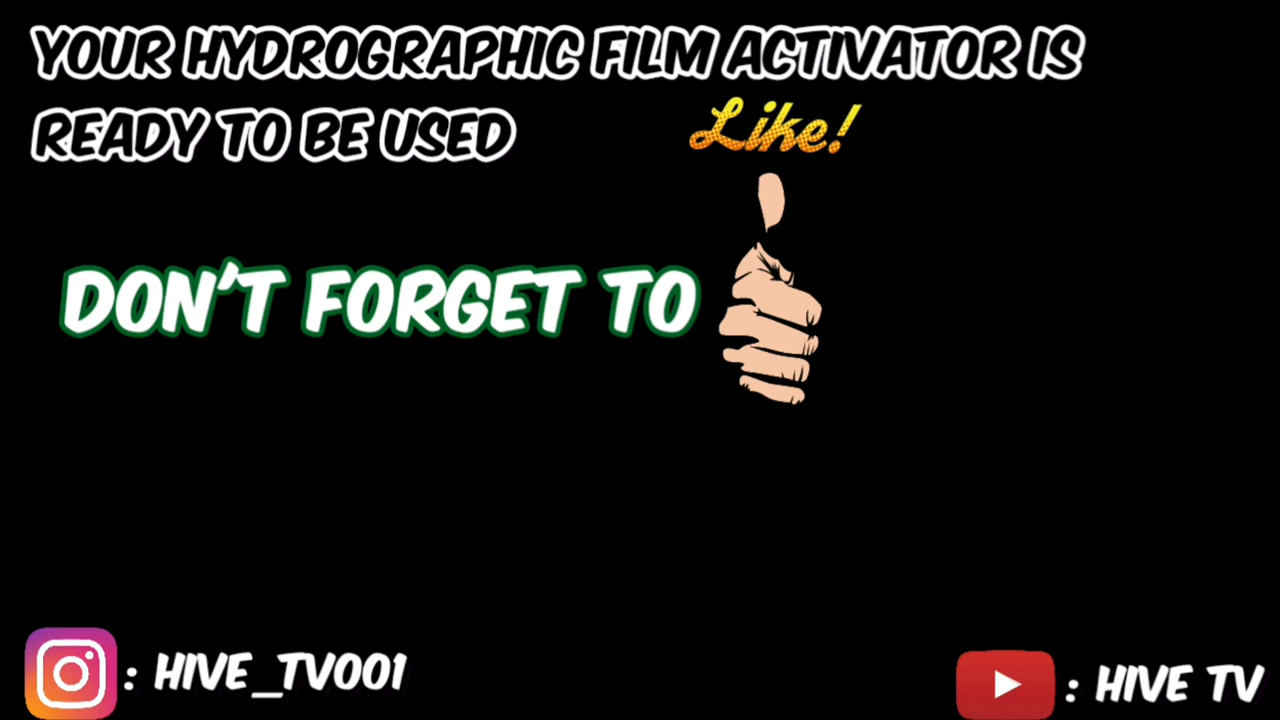 YOUR HYDROGRAPHIC FILM ACTIVATOR IS
READY TO BE USED
Like!
DON'T FORGET TO
: HIVE_TV001
: HIVE TV